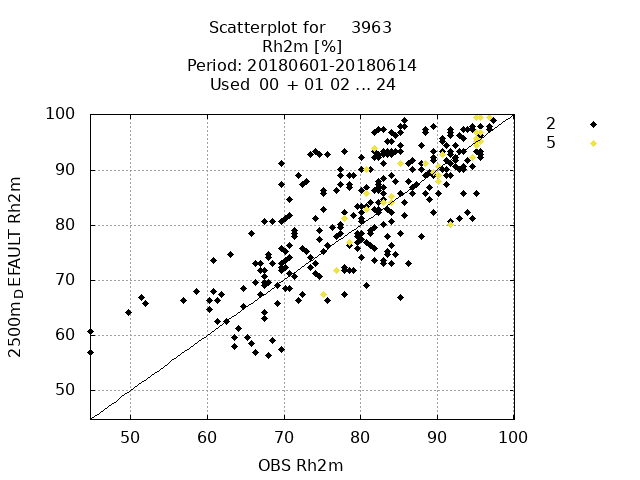 Scatterplot for 3963
Rh2m [%]
Period: 20180601-20180614
Used 00 + 01 02 ... 24
2
5
100
90
80
70
60
50
2500m_DEFAULT Rh2m
50 60 70 80 90 100
OBS Rh2m